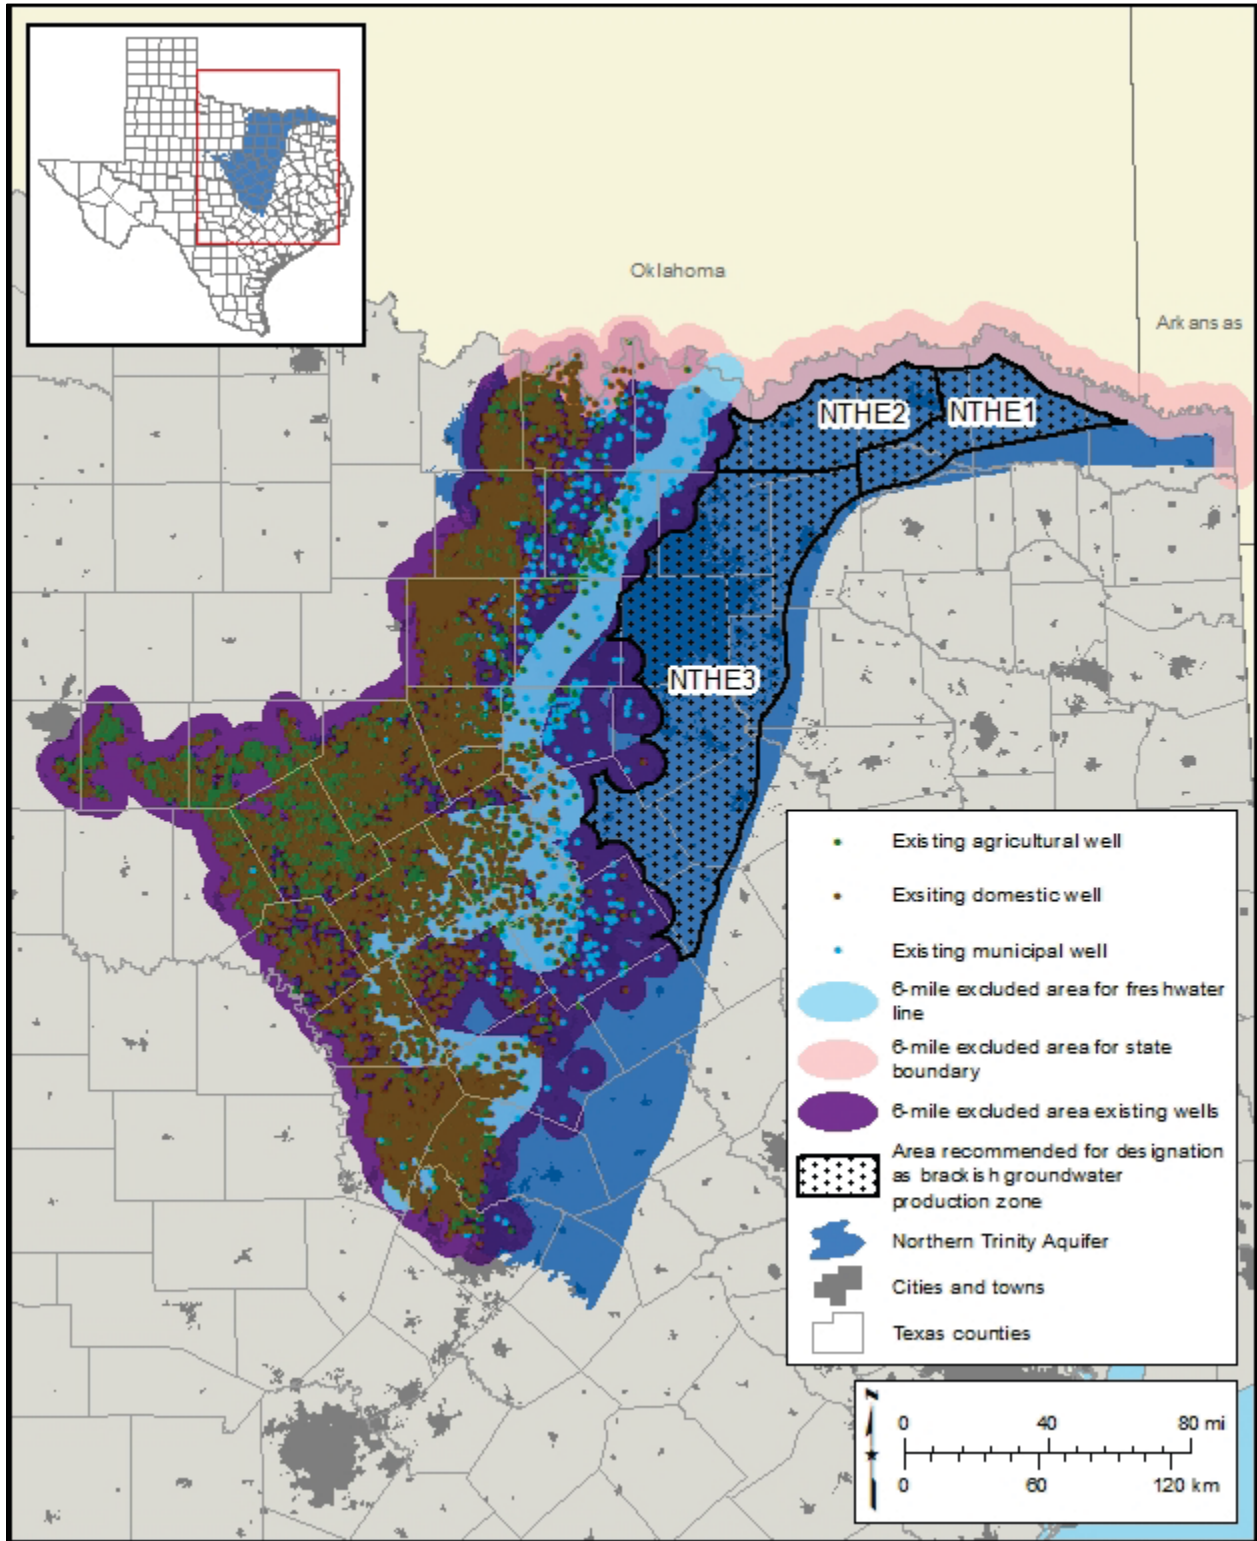 Oklahoma
Arkansas
NTHE2
NTHE1
NTHE3
Existing agricultural well
Exsiting domestic well
Existing municipal well
6-mile excluded area for freshwater
line
6-mile excluded area for state
boundary
6-mile excluded area existing wells
Area recommended for designation
as brackish groundwater
production zone
Northern Trinity Aquifer
Cities and towns
Texas counties
N
0 40 80 mi
0 60 120 km